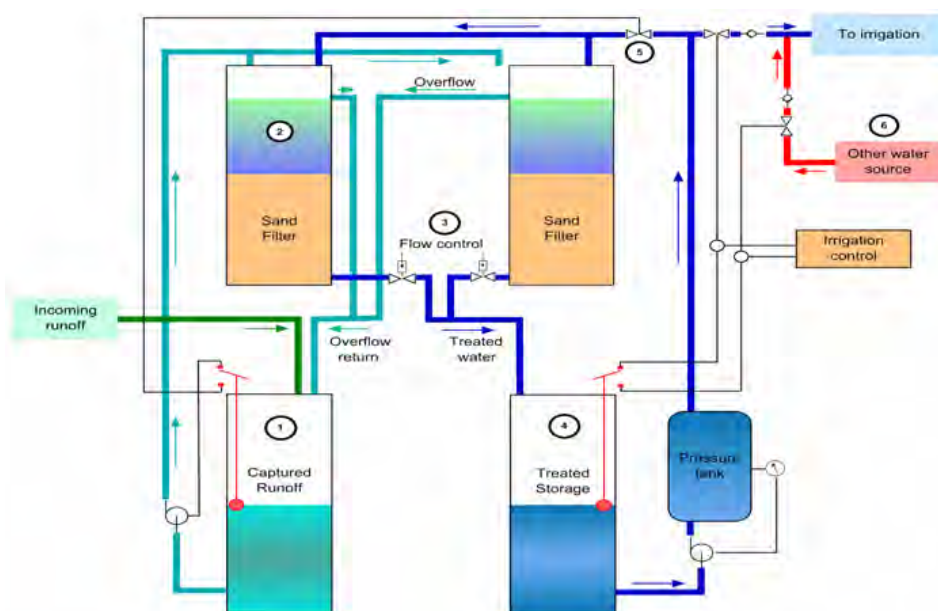 To irrigation
5
Overflow
2
6
Other water
source
Sand
Filter
3
Flow control
Sand
Filter
Irrigation
control
Incoming
runoff
Overflow
return
Treated
water
1
4
Captured
Runoff
Treated
Storage
Pressure
tank